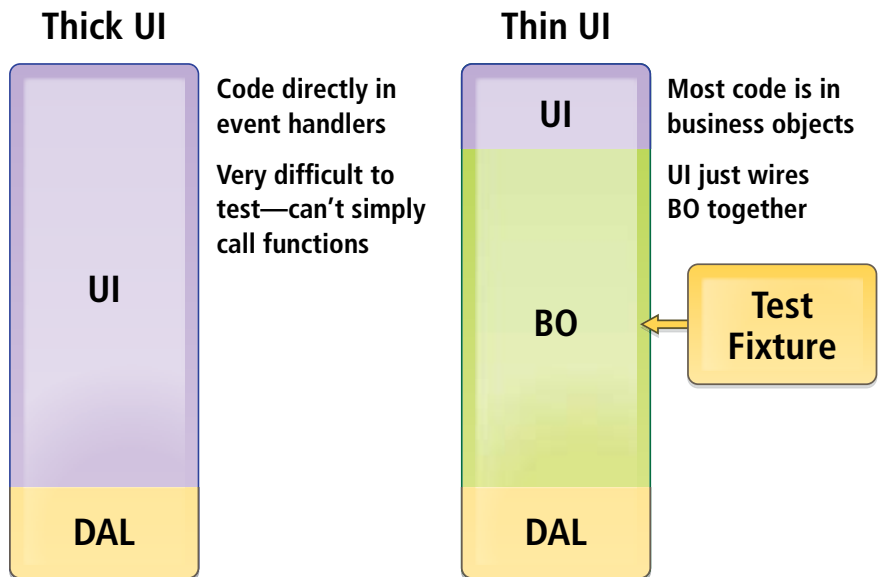 Thick UI
Code directly in
event handlers
Very difficult to
test—can't simply
call functions
UI
DAL
Thin UI
UI
Most code is in
business objects
UI just wires
BO together
BO
Test
Fixture
DAL